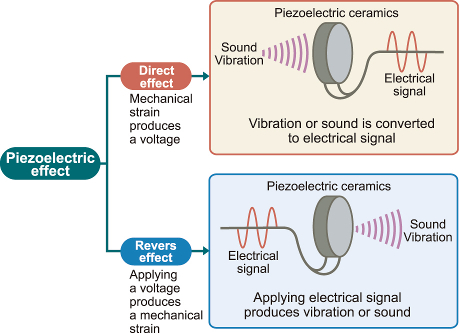 Piezoelectric
effect
Direct
effect
Mechanical
strain
produces
a voltage
Piezoelectric ceramics
Sound
Vibration
Electrical
signal
Vibration or sound is converted
to electrical signal
Revers
effect
Applying
a voltage
produces
a mechanical
strain
Piezoelectric ceramics
Electrical
signal
Sound
Vibration
Applying electrical signal
produces vibration or sound